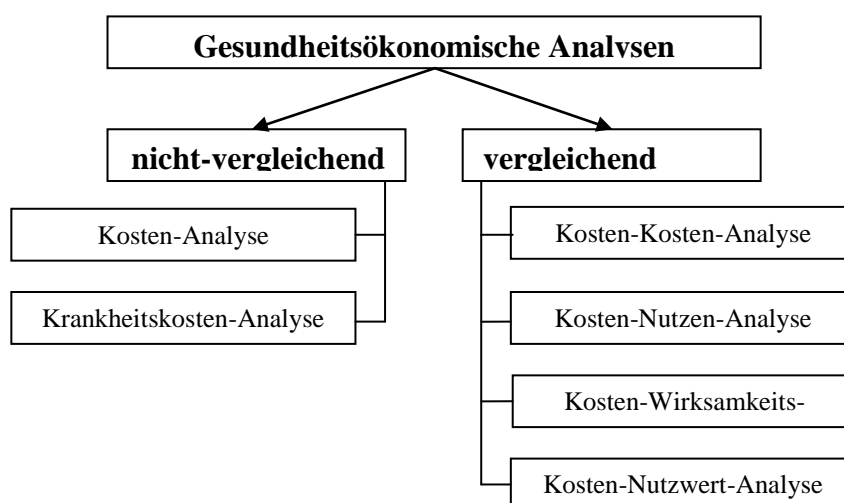 Gesundheitsökonomische Analysen
nicht-vergleichend
vergleichend
Kosten-Analyse
Krankheitskosten-Analyse
Kosten-Kosten-Analyse
Kosten-Nutzen-Analyse
Kosten-Wirksamkeits-
Kosten-Nutzwert-Analyse